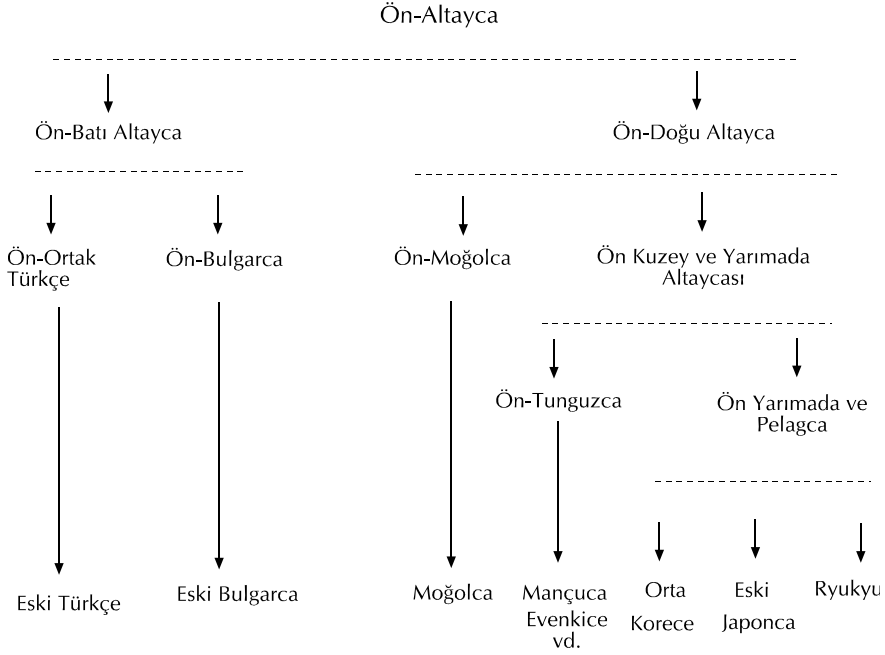 Ön-Altayca
Ön-Batı Altayca
Ön-Doğu Altayca
Ön-Ortak
Türkçe
Ön-Bulgarca
Ön-Moğolca
Ön Kuzey ve Yarımada
Altaycası
Ön-Tunguzca
Ön Yarımada ve
Pelagca
Eski Türkçe
Eski Bulgarca
Moğolca
Mançuca
Evenkice
vd.
Orta
Korece
Eski
Japonca
Ryukyu